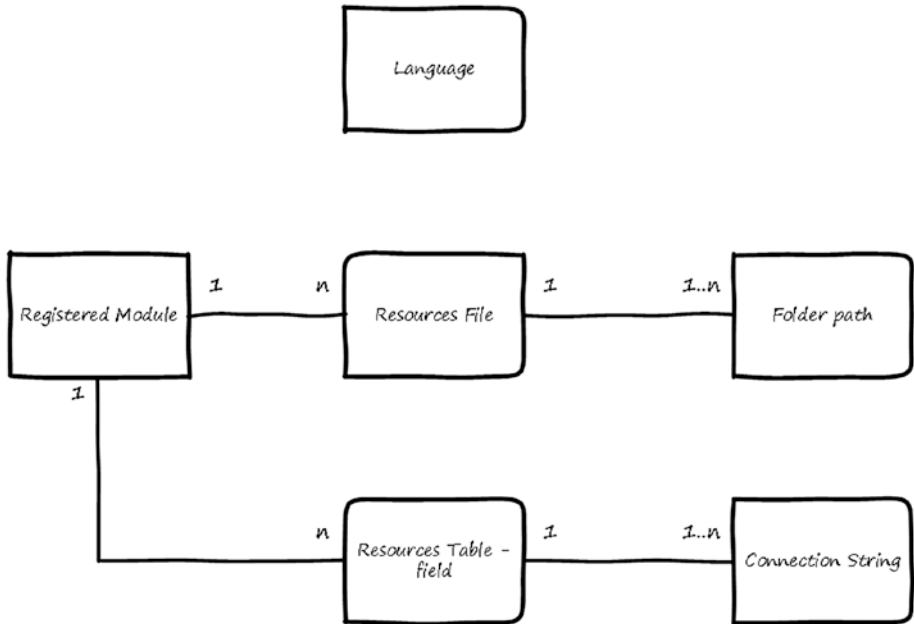 Language
Registered Module
1
n
Resources File
1
1..n
Folder path
1
n
Resources Table -
field
1
1..n
Connection String